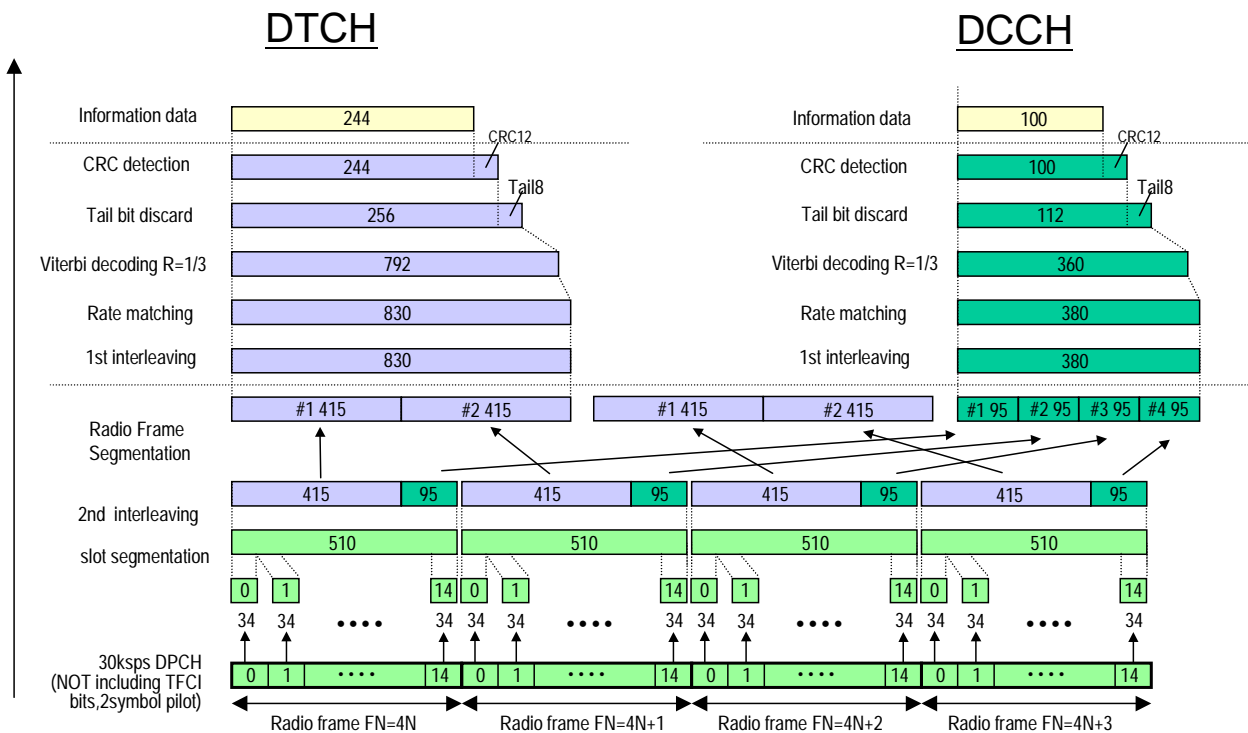 DTCH DCCH
Information data 244 Information data 100
CRC12 CRC12
CRC detection 244 CRC detection 100
Tail8 Tail8
Tail bit discard 256 Tail bit discard 112
Viterbi decoding R=1/3 792 Viterbi decoding R=1/3 360
Rate matching 830 Rate matching 380
1st interleaving 830 1st interleaving 380
#1 415 #2 415 #1 415 #2 415 #1 95 #2 95 #3 95 #4 95
Radio Frame
Segmentation
415 95 415 95 415 95 415 95
2nd interleaving
510 510 510 510
slot segmentation
0 1 14 0 1 14 0 1 14 0 1 14
34 34 •••• 34 34 34 •••• 34 34 34 •••• 34 34 34 •••• 34
30ksps DPCH
(NOT including TFCI
bits,2symbol pilot)
0 1 •••• 14 0 1 •••• 14 0 1 •••• 14 0 1 •••• 14
Radio frame FN=4N Radio frame FN=4N+1 Radio frame FN=4N+2 Radio frame FN=4N+3